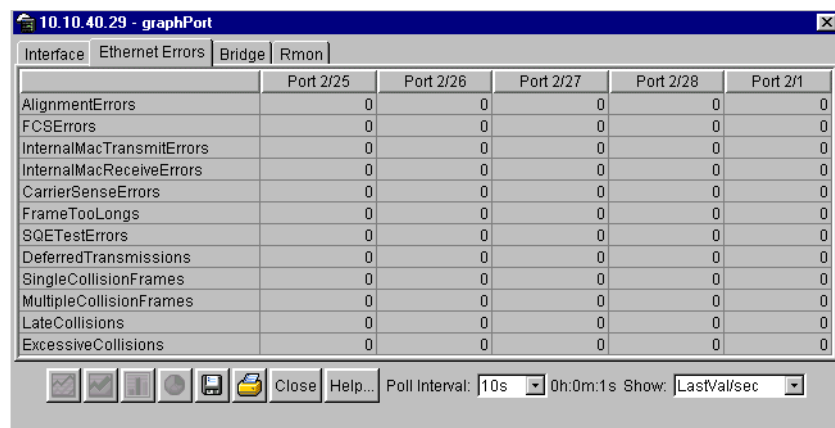 10.10.40.29 - graphPort
Interface Ethernet Errors Bridge Rmon
Port 2/25 Port 2/26 Port 2/27 Port 2/28 Port 2/1
AlignmentErrors 0 0 0 0 0
FCSErrors 0 0 0 0 0
InternalMacTransmitErrors 0 0 0 0 0
InternalMacReceiveErrors 0 0 0 0 0
CarrierSenseErrors 0 0 0 0 0
FrameTooLongs 0 0 0 0 0
SQETestErrors 0 0 0 0 0
DeferredTransmissions 0 0 0 0 0
SingleCollisionFrames 0 0 0 0 0
MultipleCollisionFrames 0 0 0 0 0
LateCollisions 0 0 0 0 0
ExcessiveCollisions 0 0 0 0 0
Close Help... Poll Interval: 10s 0h:0m:1s Show: LastVal/sec